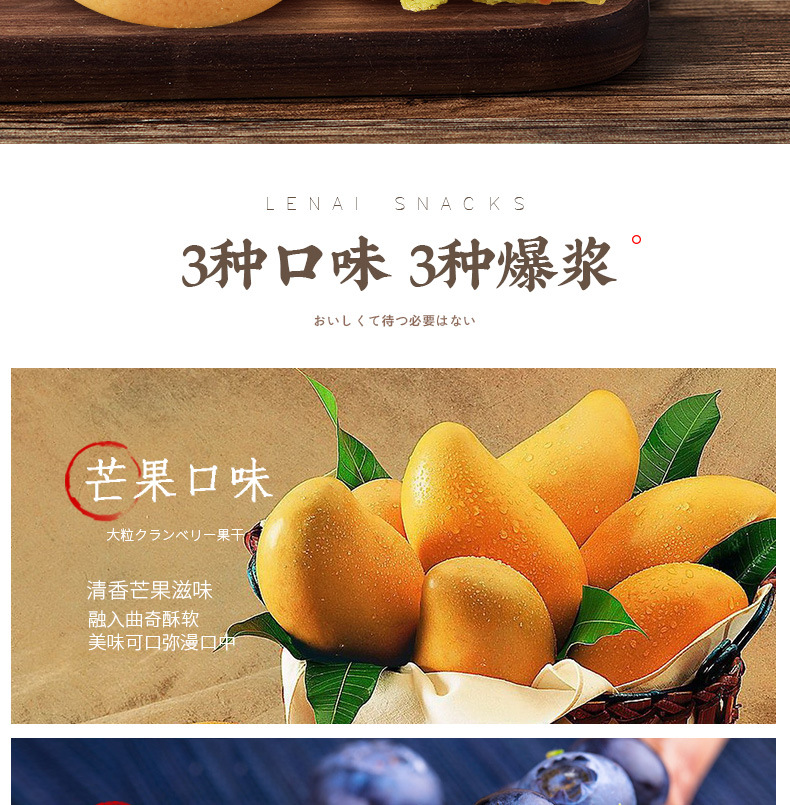 LENAI SNACKS
3种口味 3种爆浆
おいしくて待つ必要はない
芒果口味
大粒クランベリー果干
清香芒果滋味
融入曲奇酥软
美味可口弥漫口中